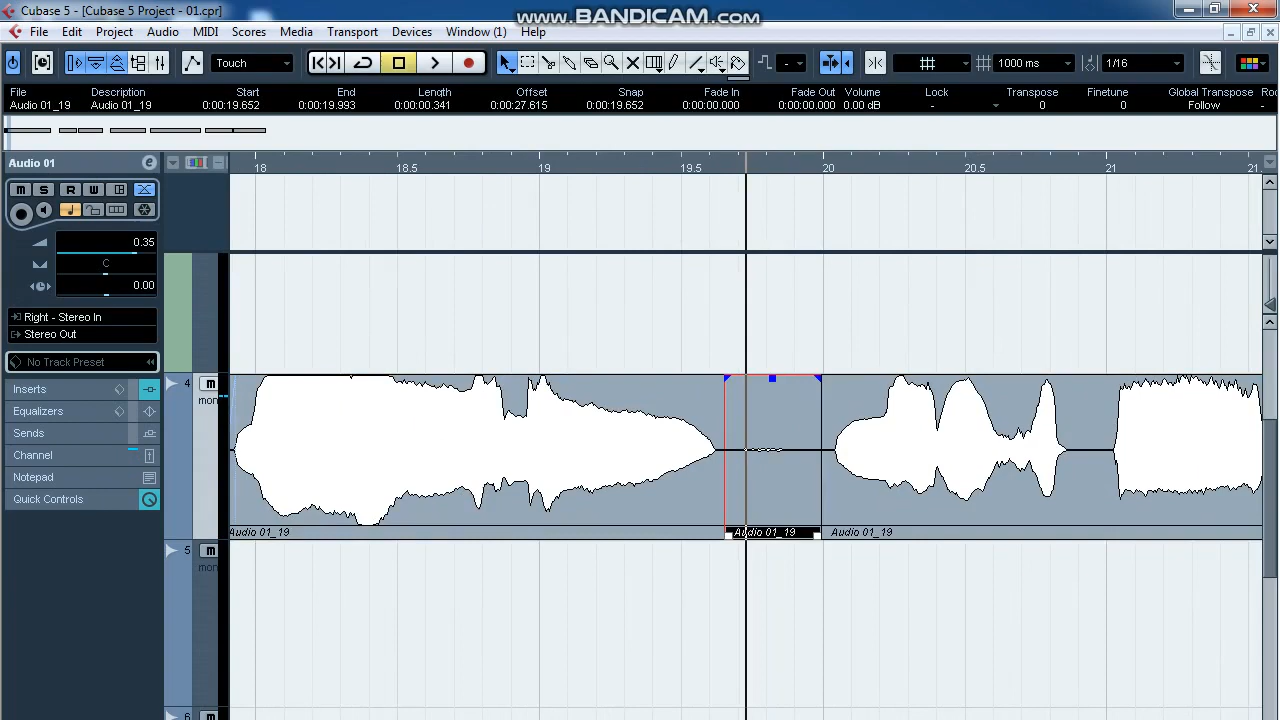 Cubase 5 - [Cubase 5 Project - 01.cpr]
www.BANDICAM.com
File Edit Project Audio MIDI Scores Media Transport Devices Window (1) Help
Touch - 1000 ms 1/16
File Description Start End Length Offset Snap Fade In Fade Out Volume Lock Transpose Finetune Global Transpose
Audio 01_19 Audio 01_19 0:00:19.652 0:00:19.993 0:00:00.341 0:00:27.615 0:00:19.652 0:00:00.000 0:00:00.000 0.00 dB - 0 0 Follow
Audio 01 e
18 18.5 19 19.5 20 20.5 21 21.
M S R W
0.35
C
0.00
Right - Stereo In
Stereo Out
No Track Preset
Inserts
Equalizers
Sends
Channel
Notepad
Quick Controls
4 m
mon
Audio 01_19 Audio 01_19 Audio 01_19
5 m
mon
6 m